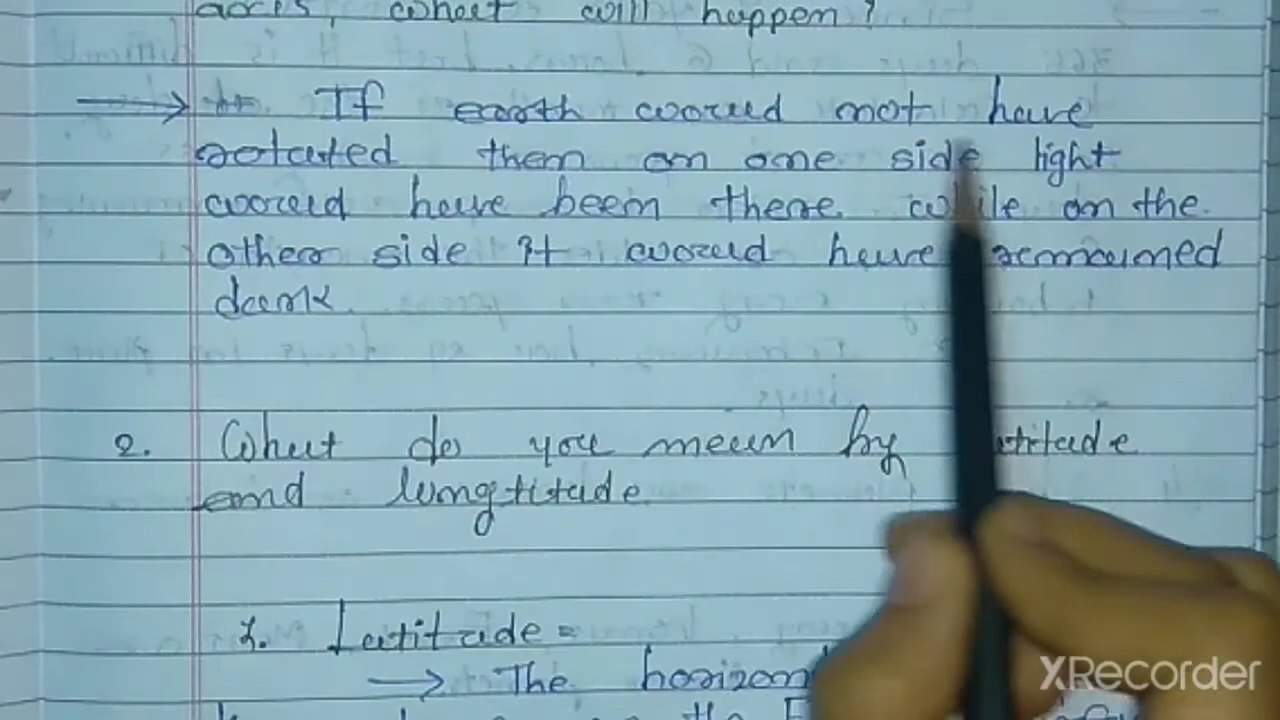 axis, what will happen?
→ If earth would not have
rotated then on one side light
would have been there while on the
other side it would have remained
dark.
2. What do you mean by
and longtitude
1. Latitude =
→ The
the
XRecorder